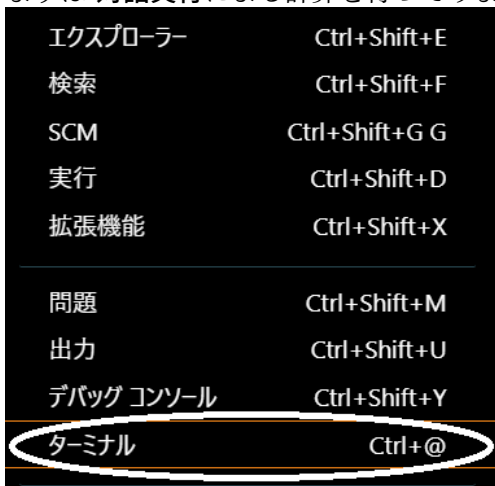 エクスプローラー Ctrl+Shift+E
検索 Ctrl+Shift+F
SCM Ctrl+Shift+G G
実行 Ctrl+Shift+D
拡張機能 Ctrl+Shift+X
問題 Ctrl+Shift+M
出力 Ctrl+Shift+U
デバッグ コンソール Ctrl+Shift+Y
ターミナル Ctrl+@